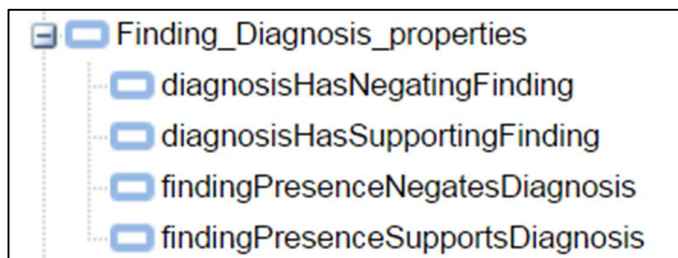 Finding_Diagnosis_properties
diagnosisHasNegatingFinding
diagnosisHasSupportingFinding
findingPresenceNegatesDiagnosis
findingPresenceSupportsDiagnosis